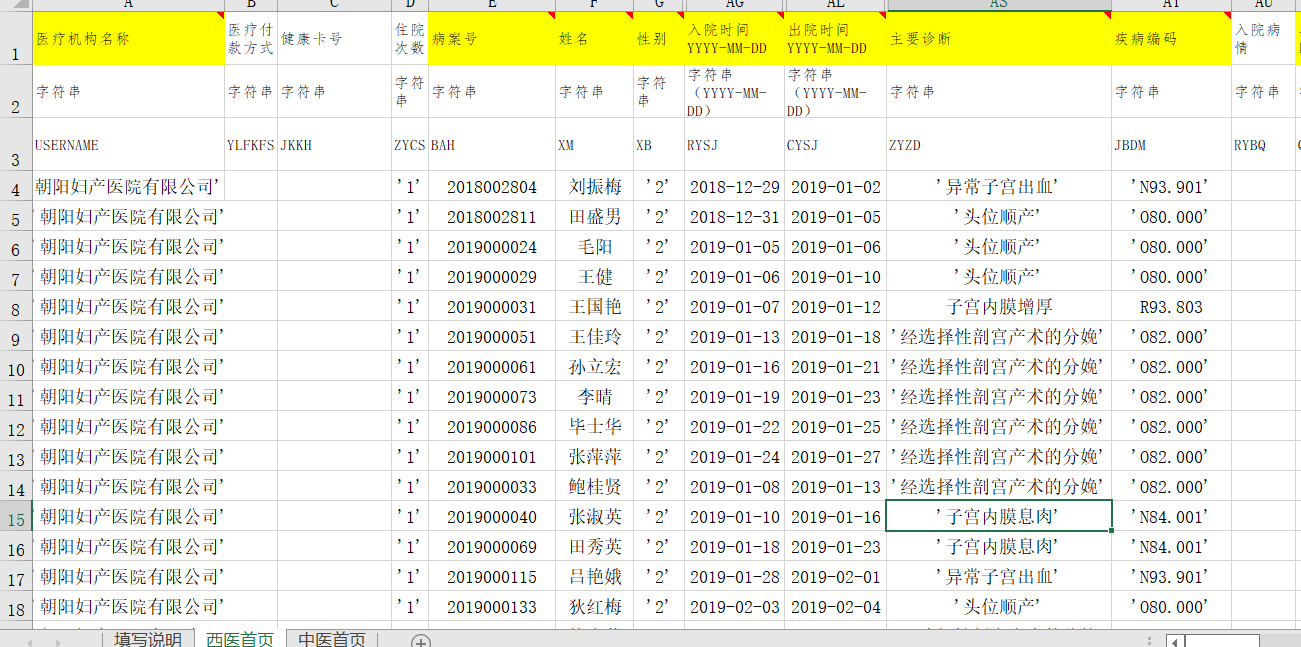 A B C D E F G AG AL AS AT AU
1 医疗机构名称 医疗付款方式 健康卡号 住院次数 病案号 姓名 性别 入院时间 YYYY-MM-DD 出院时间 YYYY-MM-DD 主要诊断 疾病编码 入院病情
2 字符串 字符串 字符串 字符串 字符串 字符串 字符串 字符串（YYYY-MM-DD） 字符串（YYYY-MM-DD） 字符串 字符串 字符串
3 USERNAME YLFKFS JKKH ZYCS BAH XM XB RYSJ CYSJ ZYZD JBDM RYBQ
4 朝阳妇产医院有限公司' '1' 2018002804 刘振梅 '2' 2018-12-29 2019-01-02 '异常子宫出血' 'N93.901'
5 '朝阳妇产医院有限公司' '1' 2018002811 田盛男 '2' 2018-12-31 2019-01-05 '头位顺产' 'O80.000'
6 '朝阳妇产医院有限公司' '1' 2019000024 毛阳 '2' 2019-01-05 2019-01-06 '头位顺产' 'O80.000'
7 '朝阳妇产医院有限公司' '1' 2019000029 王健 '2' 2019-01-06 2019-01-10 '头位顺产' 'O80.000'
8 '朝阳妇产医院有限公司' '1' 2019000031 王国艳 '2' 2019-01-07 2019-01-12 子宫内膜增厚 R93.803
9 '朝阳妇产医院有限公司' '1' 2019000051 王佳玲 '2' 2019-01-13 2019-01-18 '经选择性剖宫产术的分娩' 'O82.000'
10 '朝阳妇产医院有限公司' '1' 2019000061 孙立宏 '2' 2019-01-16 2019-01-21 '经选择性剖宫产术的分娩' 'O82.000'
11 '朝阳妇产医院有限公司' '1' 2019000073 李晴 '2' 2019-01-19 2019-01-23 '经选择性剖宫产术的分娩' 'O82.000'
12 '朝阳妇产医院有限公司' '1' 2019000086 毕士华 '2' 2019-01-22 2019-01-25 '经选择性剖宫产术的分娩' 'O82.000'
13 '朝阳妇产医院有限公司' '1' 2019000101 张萍萍 '2' 2019-01-24 2019-01-27 '经选择性剖宫产术的分娩' 'O82.000'
14 '朝阳妇产医院有限公司' '1' 2019000033 鲍桂贤 '2' 2019-01-08 2019-01-13 '经选择性剖宫产术的分娩' 'O82.000'
15 '朝阳妇产医院有限公司' '1' 2019000040 张淑英 '2' 2019-01-10 2019-01-16 '子宫内膜息肉' 'N84.001'
16 '朝阳妇产医院有限公司' '1' 2019000069 田秀英 '2' 2019-01-18 2019-01-23 '子宫内膜息肉' 'N84.001'
17 '朝阳妇产医院有限公司' '1' 2019000115 吕艳娥 '2' 2019-01-28 2019-02-01 '异常子宫出血' 'N93.901'
18 '朝阳妇产医院有限公司' '1' 2019000133 狄红梅 '2' 2019-02-03 2019-02-04 '头位顺产' 'O80.000'
填写说明 西医首页 中医首页